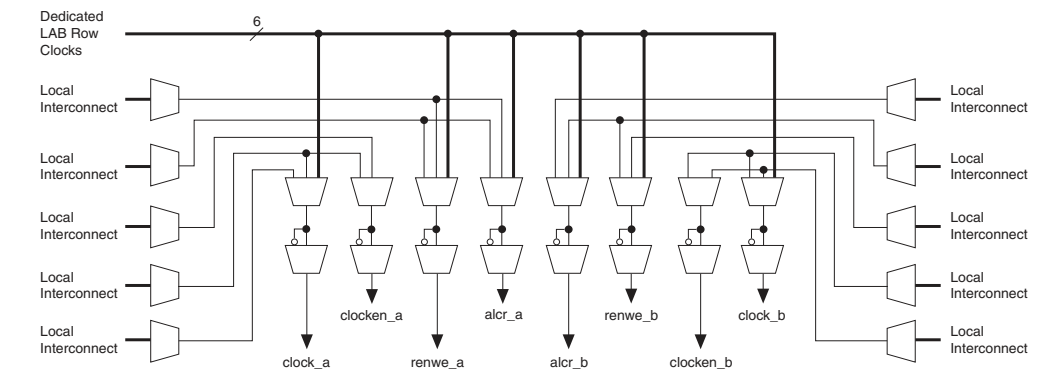 Dedicated
LAB Row
Clocks
6
Local
Interconnect
Local
Interconnect
Local
Interconnect
Local
Interconnect
Local
Interconnect
Local
Interconnect
Local
Interconnect
Local
Interconnect
Local
Interconnect
Local
Interconnect
clocken_a
alcr_a
renwe_b
clock_b
clock_a
renwe_a
alcr_b
clocken_b